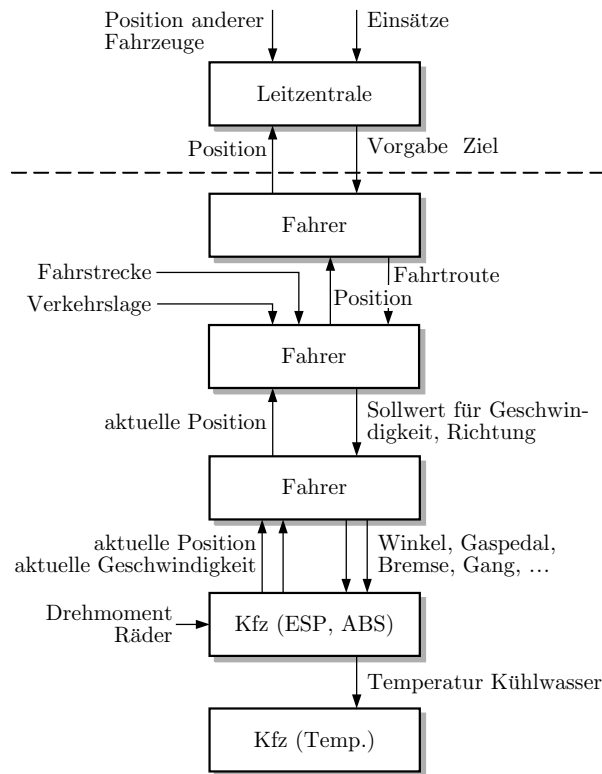 Position anderer
Fahrzeuge
Einsätze
Leitzentrale
Position
Vorgabe Ziel
Fahrer
Fahrstrecke
Fahrtroute
Verkehrslage
Position
Fahrer
aktuelle Position
Sollwert für Geschwin-
digkeit, Richtung
Fahrer
aktuelle Position
aktuelle Geschwindigkeit
Winkel, Gaspedal,
Bremse, Gang, ...
Drehmoment
Räder
Kfz (ESP, ABS)
Temperatur Kühlwasser
Kfz (Temp.)